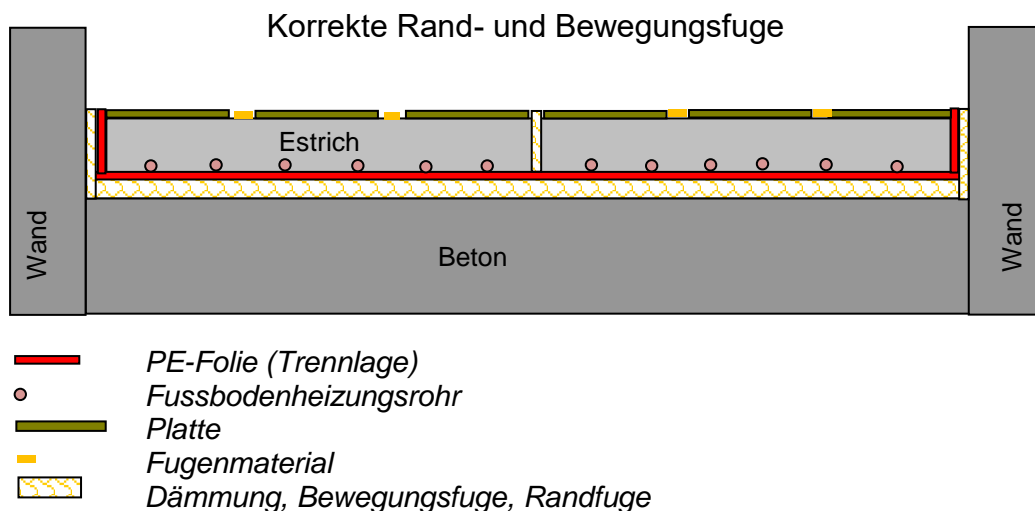 Korrekte Rand- und Bewegungsfuge
Estrich
Wand
Beton
Wand
PE-Folie (Trennlage)
Fussbodenheizungsrohr
Platte
Fugenmaterial
Dämmung, Bewegungsfuge, Randfuge